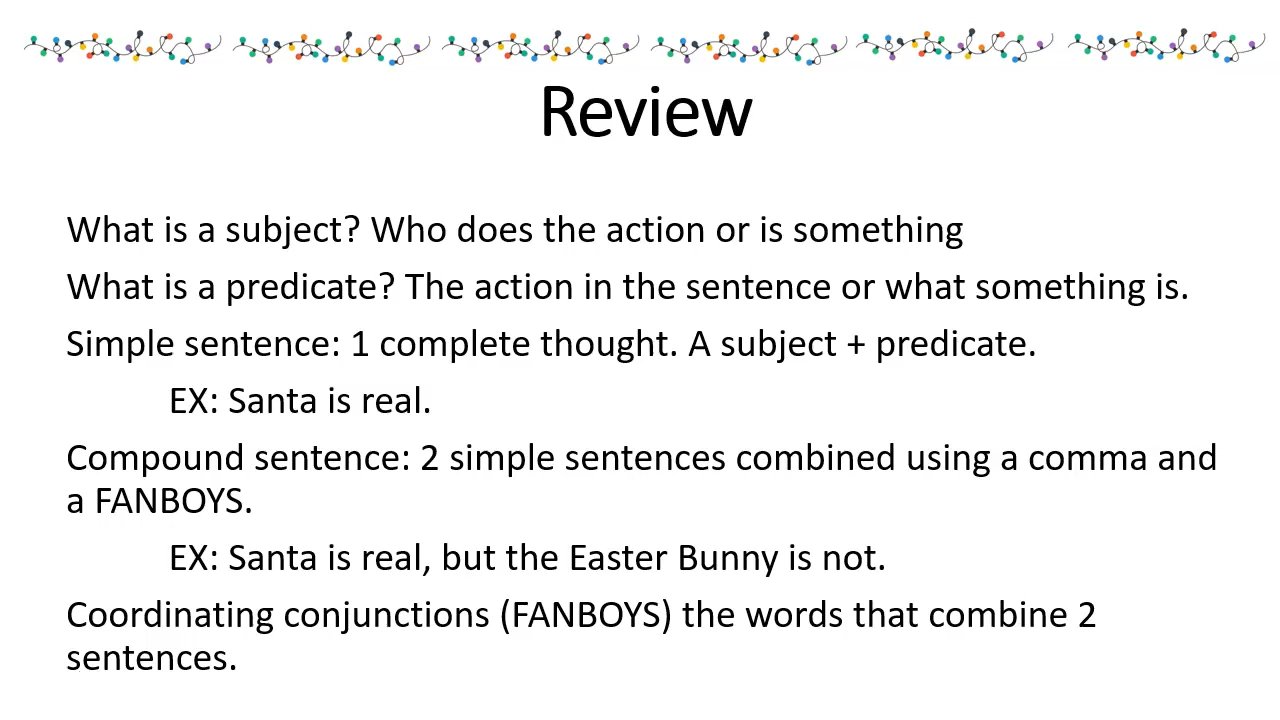 Review
What is a subject? Who does the action or is something
What is a predicate? The action in the sentence or what something is.
Simple sentence: 1 complete thought. A subject + predicate.
EX: Santa is real.
Compound sentence: 2 simple sentences combined using a comma and
a FANBOYS.
EX: Santa is real, but the Easter Bunny is not.
Coordinating conjunctions (FANBOYS) the words that combine 2
sentences.